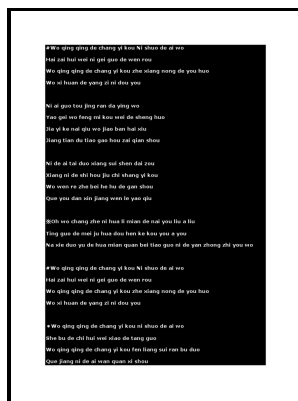 #Wo qing qing de chang yi kou Ni shuo de ai wo
Hai zai hui wei ni gei guo de wen rou
Wo qing qing de chang yi kou zhe xiang nong de you huo
Wo xi huan de yang zi ni dou you
Ni ai guo tou jing ran da ying wo
Yao gei wo feng mi kou wei de sheng huo
Jia yi ke nai qiu we jiao ban hai xiu
Jiang tian du tiao gao hou zai qian shou
Ni de ai tai duo xiang sui shen dai zou
Xiang ni de shi hou jiu chi shang yi kou
Wo wen re zhe bei he hu de gan shou
Que you dan xin jiang wen le yao qiu
※Oh wo chang zhe ni hua li mian de nai you liu a liu
Ting guo de mei ju hua dou hen ke kou you a you
Na xie duo yu de hua mian quan bei tiao guo ni de yan zhong zhi you wo
#Wo qing qing de chang yi kou Ni shuo de ai wo
Hai zai hui wei ni gei guo de wen rou
Wo qing qing de chang yi kou zhe xiang nong de you huo
Wo xi huan de yang zi ni dou you
Wo qing qing de chang yi kou ni shuo de ai wo
She bu de chi hui wei xiao de tang guo
Wo qing qing de chang yi kou fen liang sui ran bu duo
Que jiang ni de ai wan quan xi shou